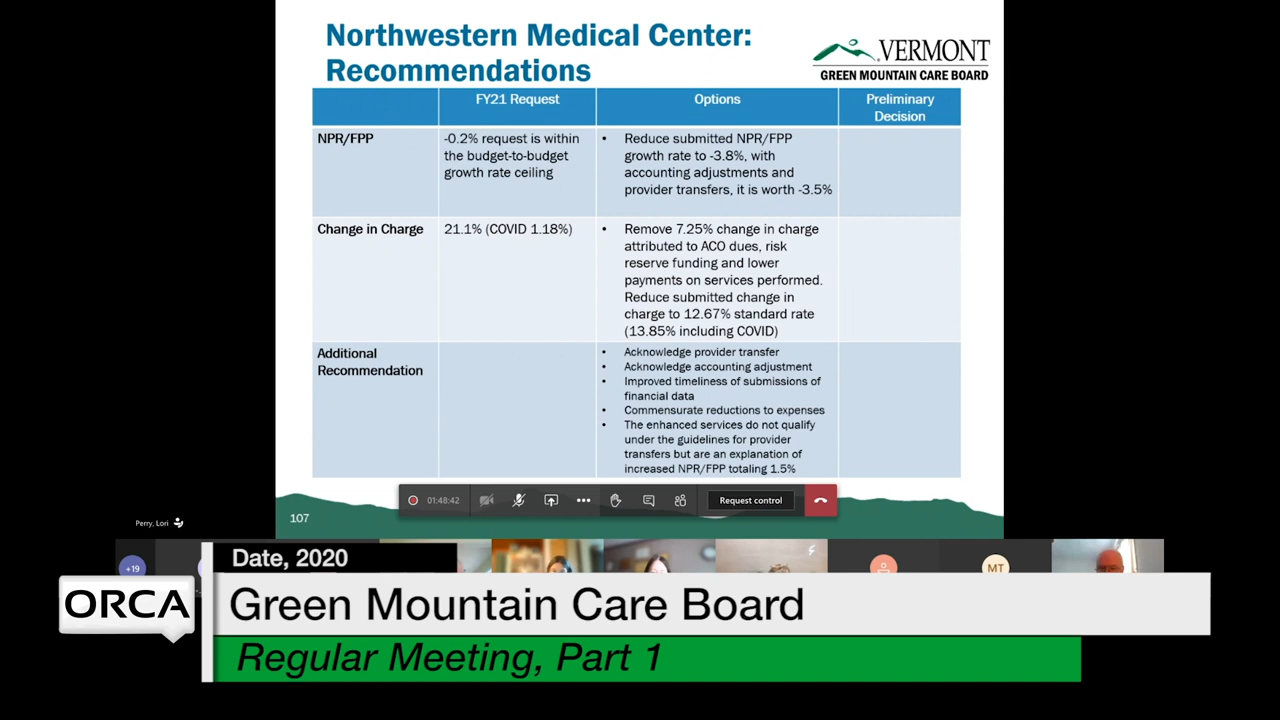 Northwestern Medical Center:
Recommendations
VERMONT
GREEN MOUNTAIN CARE BOARD
FY21 Request
Options
Preliminary
Decision
NPR/FPP
-0.2% request is within
the budget-to-budget
growth rate ceiling
• Reduce submitted NPR/FPP
growth rate to -3.8%, with
accounting adjustments and
provider transfers, it is worth -3.5%
Change in Charge
21.1% (COVID 1.18%)
• Remove 7.25% change in charge
attributed to ACO dues, risk
reserve funding and lower
payments on services performed.
Reduce submitted change in
charge to 12.67% standard rate
(13.85% including COVID)
Additional
Recommendation
• Acknowledge provider transfer
• Acknowledge accounting adjustment
• Improved timeliness of submissions of
financial data
• Commensurate reductions to expenses
• The enhanced services do not qualify
under the guidelines for provider
transfers but are an explanation of
increased NPR/FPP totaling 1.5%
01:48:42
Request control
107
Perry, Lori
+19
MT
Date, 2020
ORCA
Green Mountain Care Board
Regular Meeting, Part 1